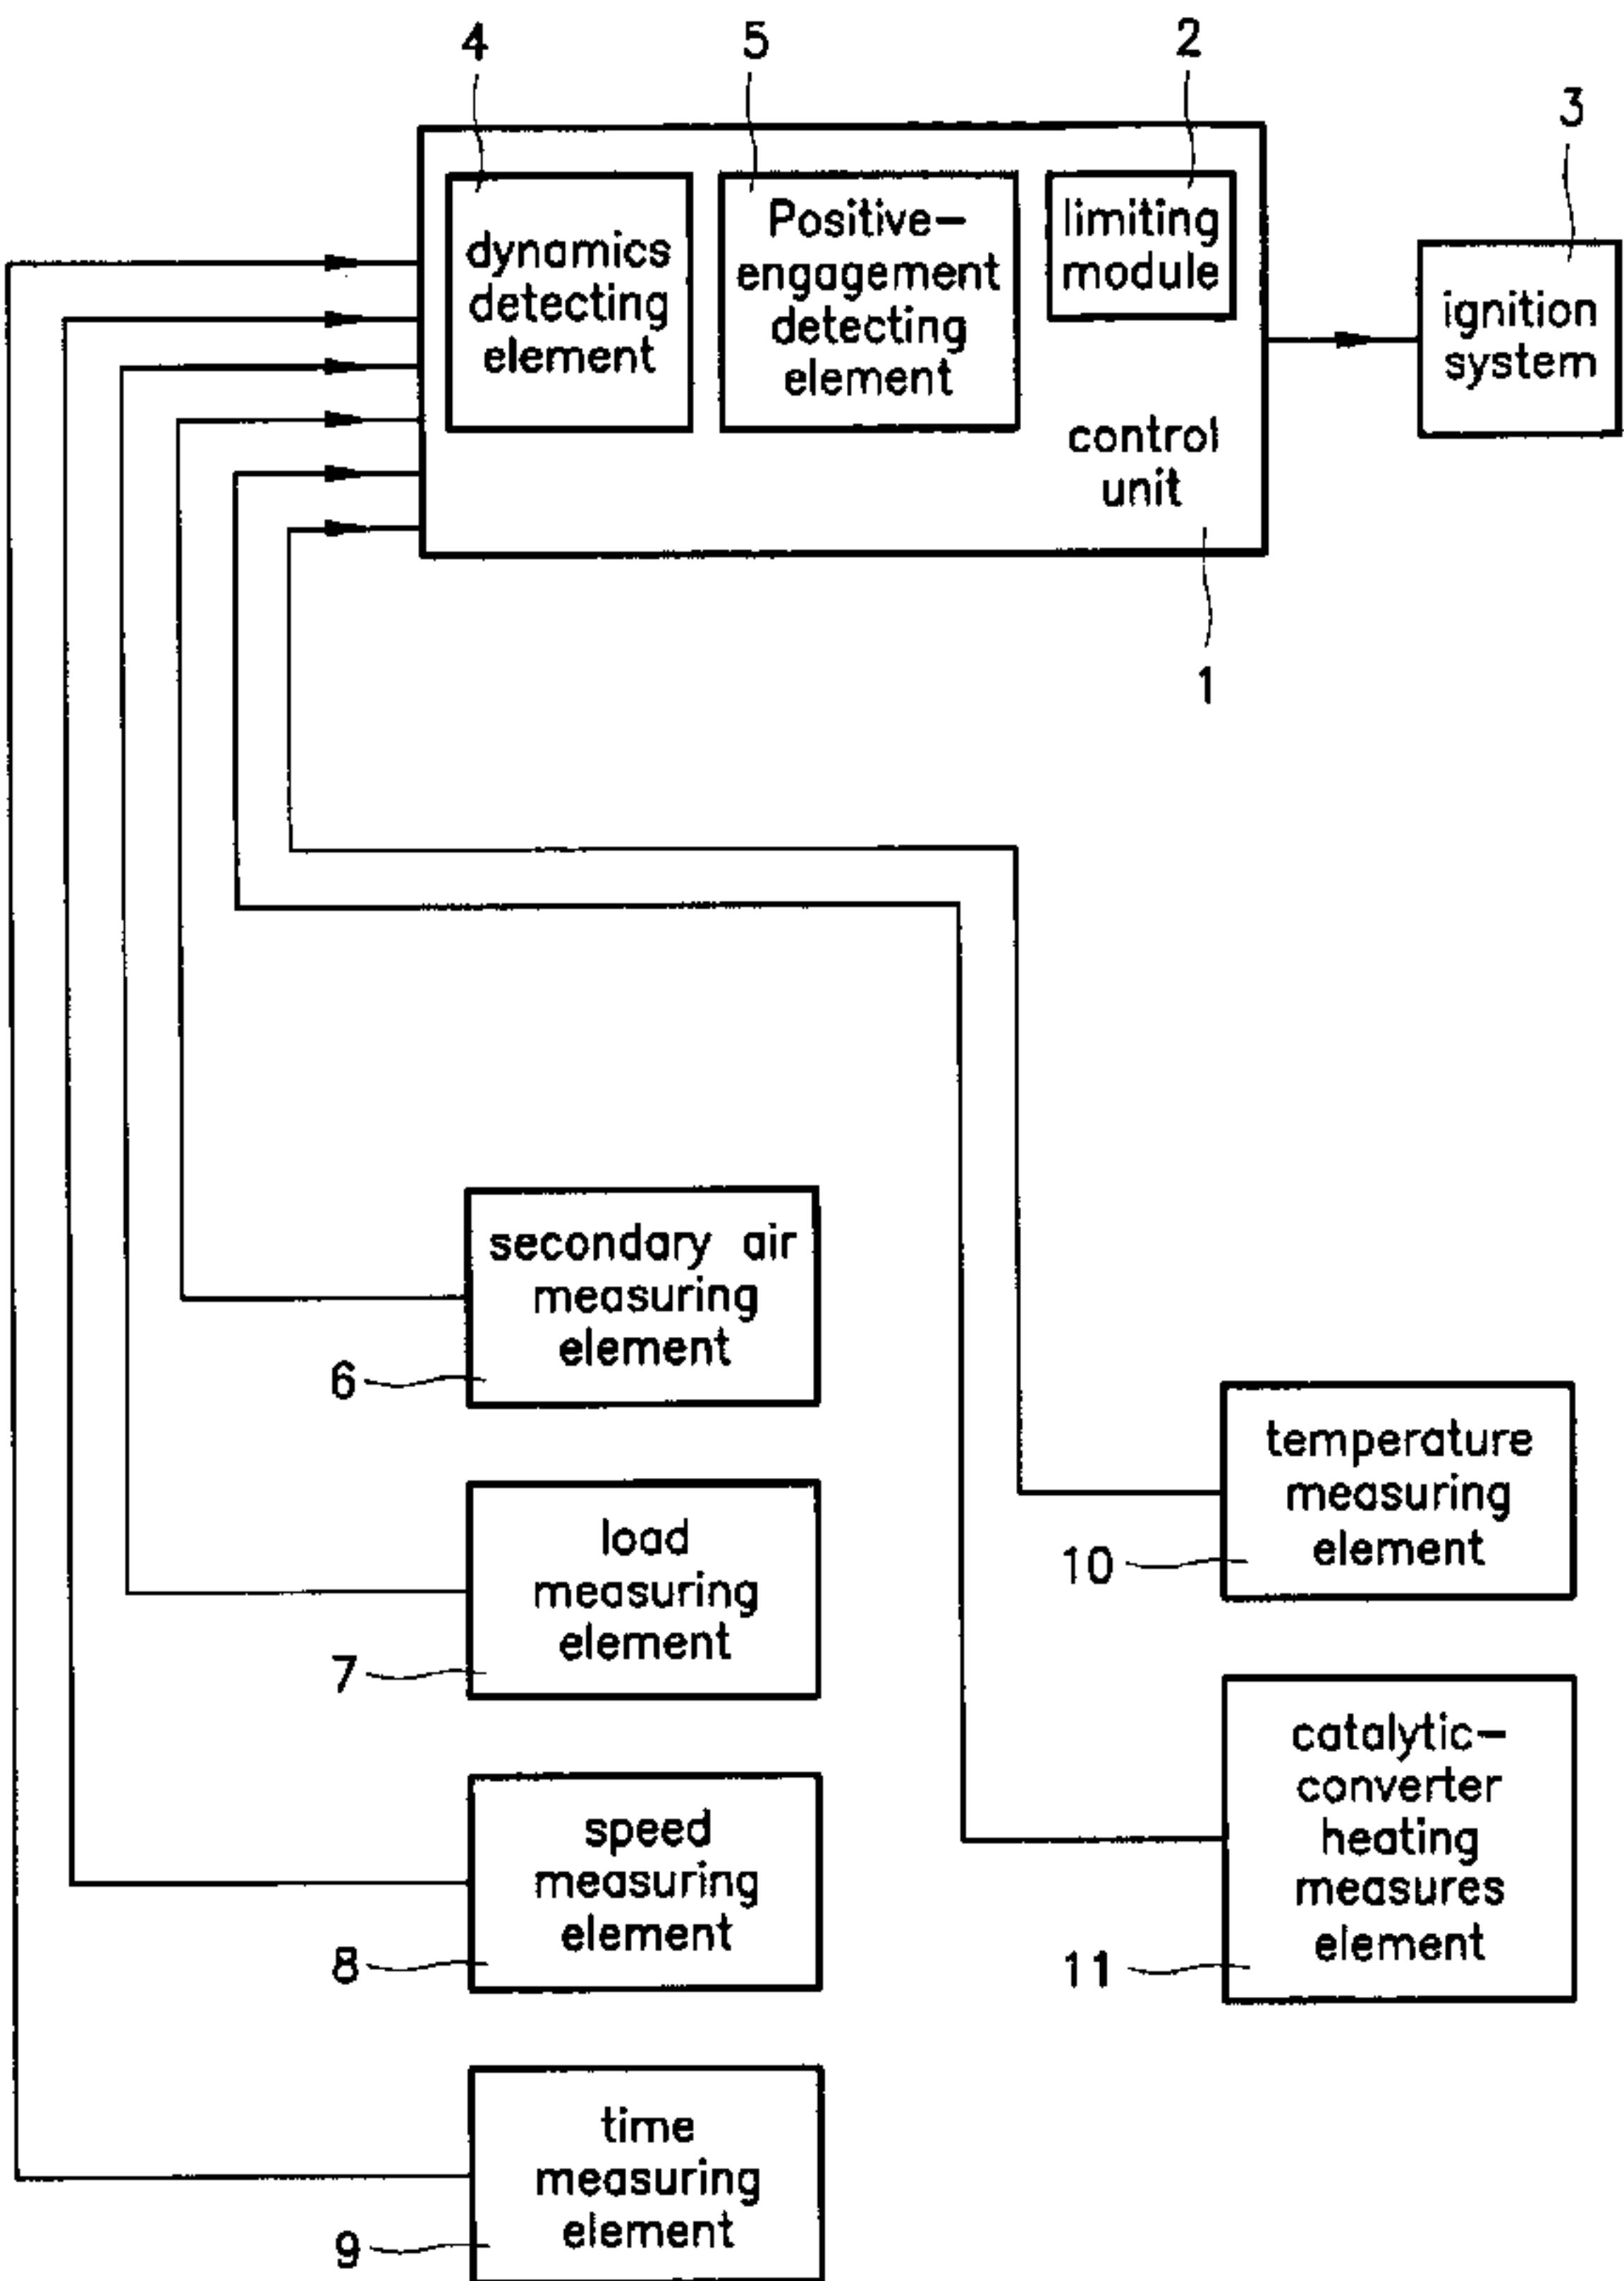 4
5
2
3
dynamics
detecting
element
Positive-
engagement
detecting
element
limiting
module
control
unit
ignition
system
1
secondary air
measuring
element
6
load
measuring
element
7
speed
measuring
element
8
time
measuring
element
9
temperature
measuring
element
10
catalytic-
converter
heating
measures
element
11